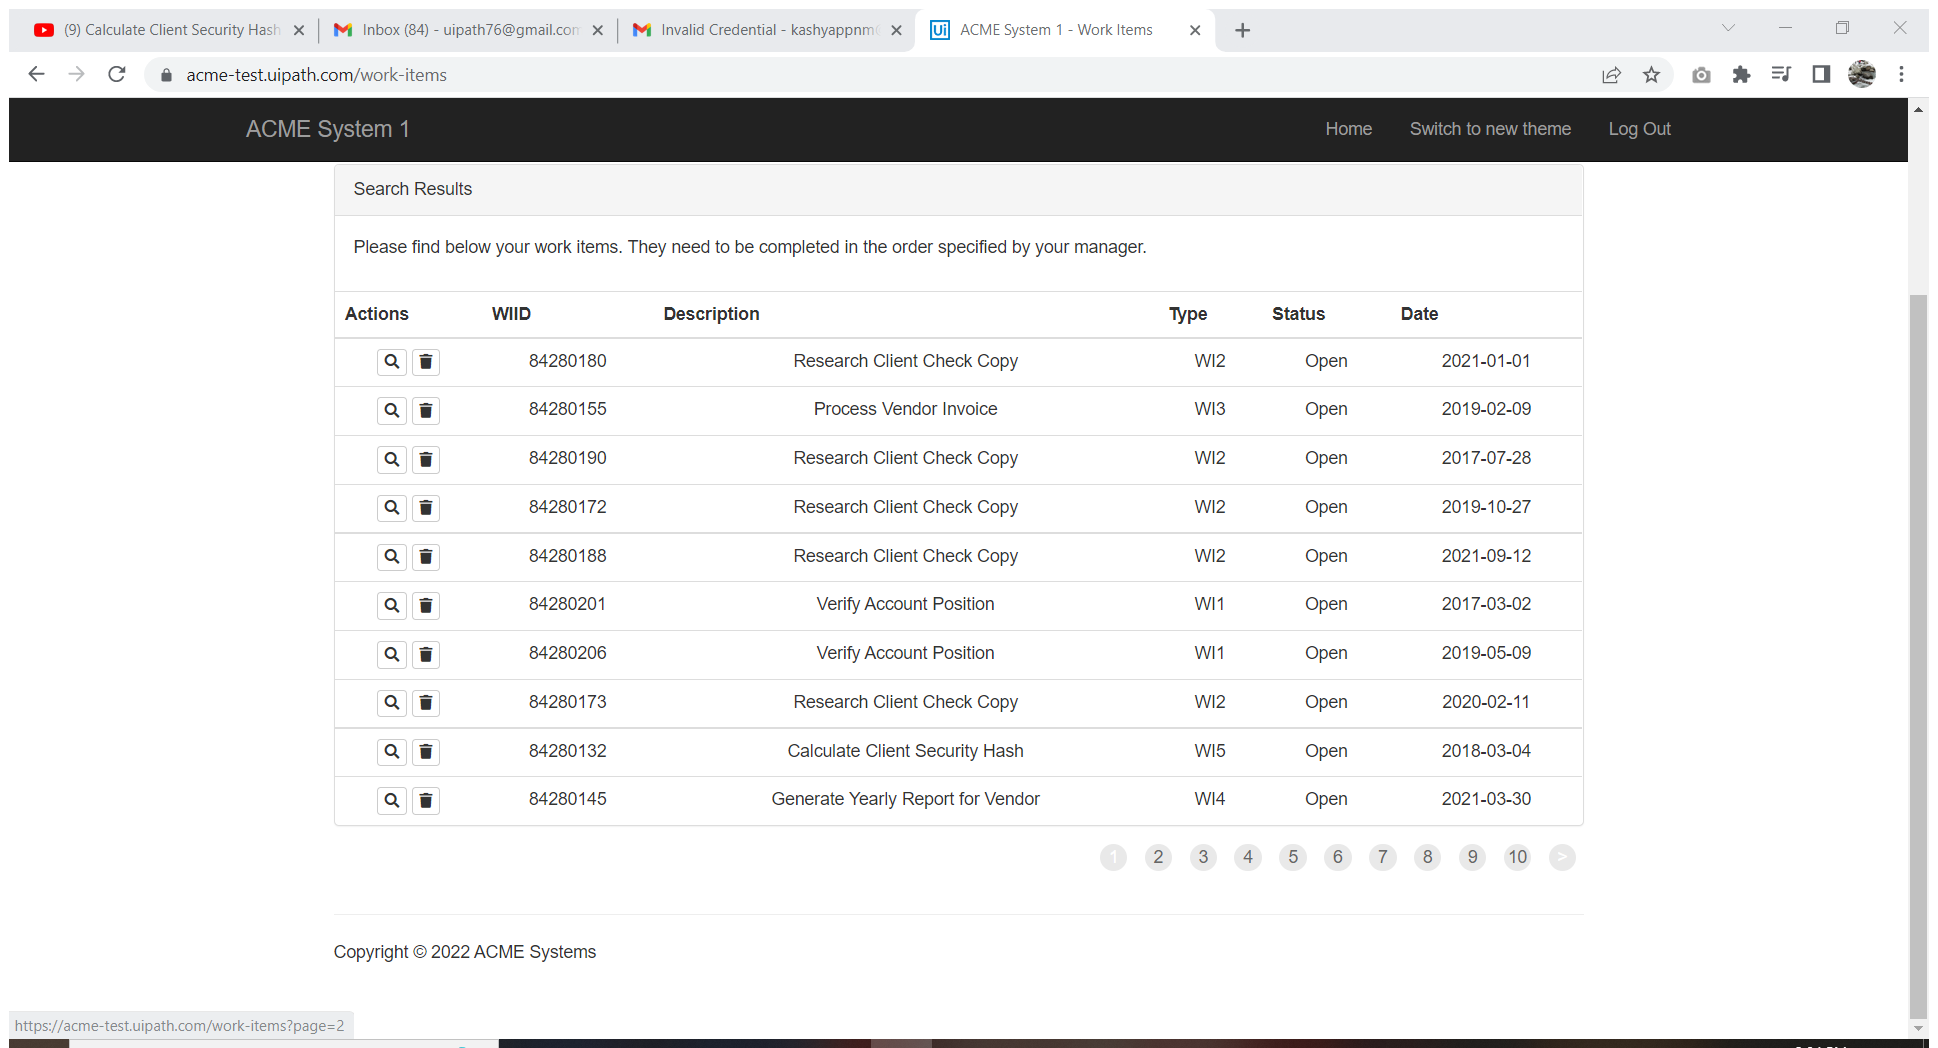 (9) Calculate Client Security Hash
Inbox (84) - uipath76@gmail.com
Invalid Credential - kashyappnm
Ui ACME System 1 - Work Items
acme-test.uipath.com/work-items
ACME System 1 Home Switch to new theme Log Out
Search Results
Please find below your work items. They need to be completed in the order specified by your manager.
Actions WIID Description Type Status Date
84280180 Research Client Check Copy WI2 Open 2021-01-01
84280155 Process Vendor Invoice WI3 Open 2019-02-09
84280190 Research Client Check Copy WI2 Open 2017-07-28
84280172 Research Client Check Copy WI2 Open 2019-10-27
84280188 Research Client Check Copy WI2 Open 2021-09-12
84280201 Verify Account Position WI1 Open 2017-03-02
84280206 Verify Account Position WI1 Open 2019-05-09
84280173 Research Client Check Copy WI2 Open 2020-02-11
84280132 Calculate Client Security Hash WI5 Open 2018-03-04
84280145 Generate Yearly Report for Vendor WI4 Open 2021-03-30
1 2 3 4 5 6 7 8 9 10 >
Copyright © 2022 ACME Systems
https://acme-test.uipath.com/work-items?page=2